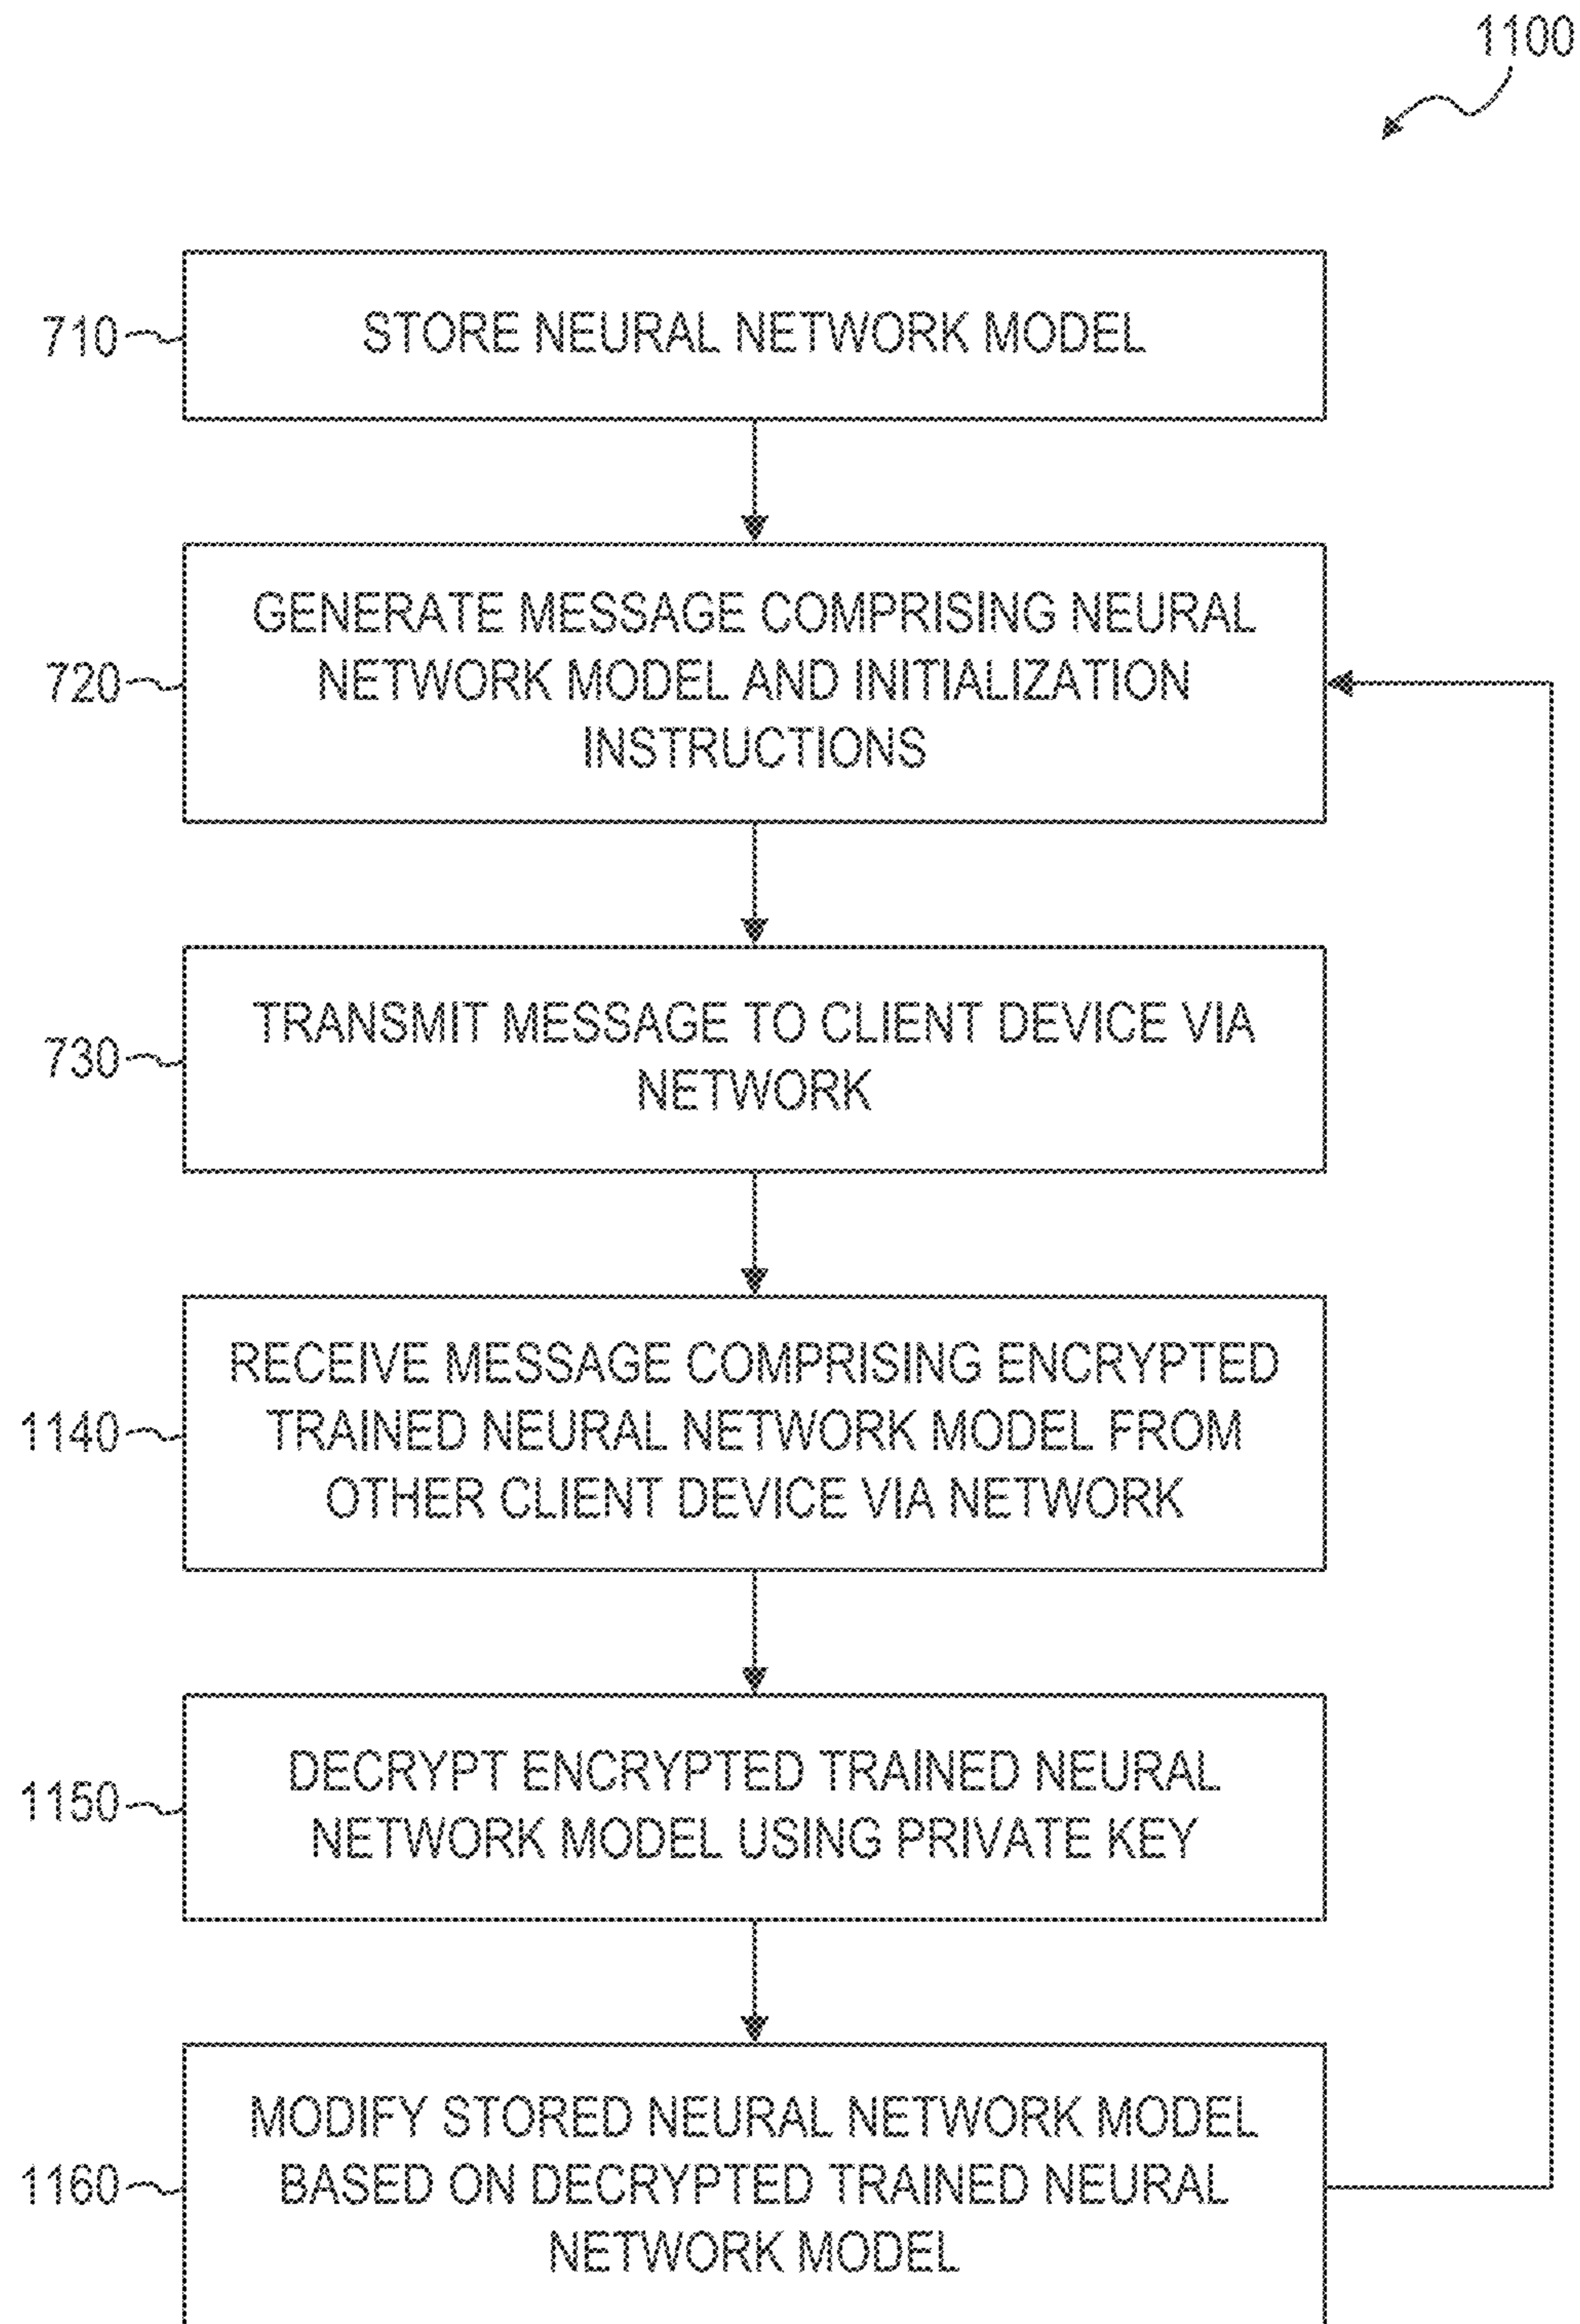 1100
710
STORE NEURAL NETWORK MODEL
720
GENERATE MESSAGE COMPRISING NEURAL
NETWORK MODEL AND INITIALIZATION
INSTRUCTIONS
730
TRANSMIT MESSAGE TO CLIENT DEVICE VIA
NETWORK
1140
RECEIVE MESSAGE COMPRISING ENCRYPTED
TRAINED NEURAL NETWORK MODEL FROM
OTHER CLIENT DEVICE VIA NETWORK
1150
DECRYPT ENCRYPTED TRAINED NEURAL
NETWORK MODEL USING PRIVATE KEY
1160
MODIFY STORED NEURAL NETWORK MODEL
BASED ON DECRYPTED TRAINED NEURAL
NETWORK MODEL